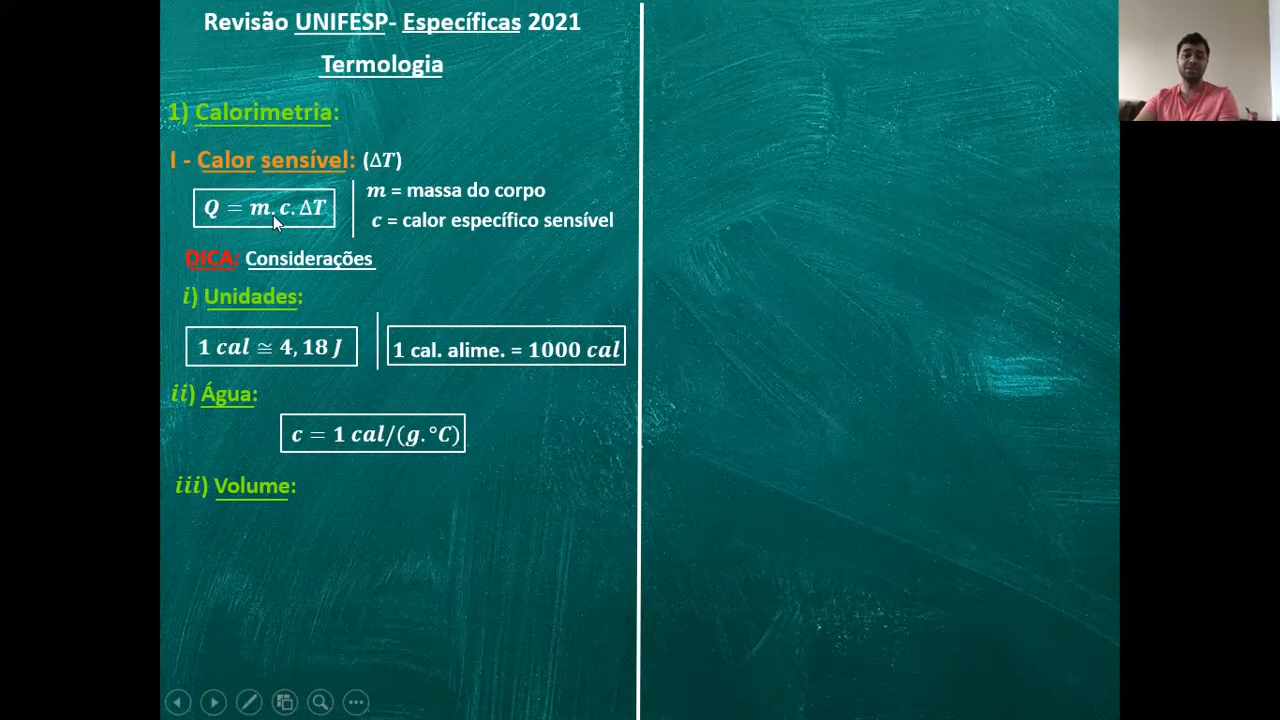 Revisão UNIFESP- Específicas 2021
Termologia
1) Calorimetria:
I - Calor sensível: (ΔT)
Q = m.c.ΔT
m = massa do corpo
c = calor específico sensível
DICA: Considerações
i) Unidades:
1 cal ≅ 4,18 J
1 cal. alime. = 1000 cal
ii) Água:
c = 1 cal/(g.°C)
iii) Volume: